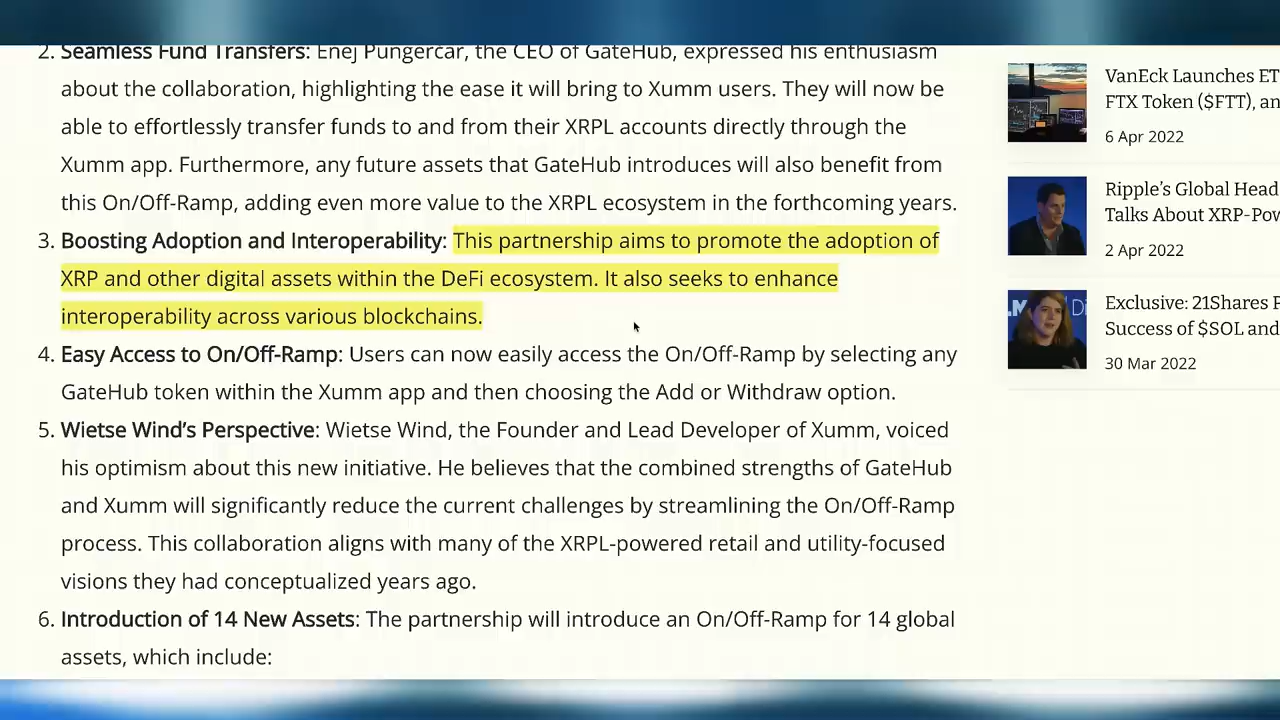 2. Seamless Fund Transfers: Enej Pungercar, the CEO of GateHub, expressed his enthusiasm
about the collaboration, highlighting the ease it will bring to Xumm users. They will now be
able to effortlessly transfer funds to and from their XRPL accounts directly through the
Xumm app. Furthermore, any future assets that GateHub introduces will also benefit from
this On/Off-Ramp, adding even more value to the XRPL ecosystem in the forthcoming years.
3. Boosting Adoption and Interoperability: This partnership aims to promote the adoption of
XRP and other digital assets within the DeFi ecosystem. It also seeks to enhance
interoperability across various blockchains.
4. Easy Access to On/Off-Ramp: Users can now easily access the On/Off-Ramp by selecting any
GateHub token within the Xumm app and then choosing the Add or Withdraw option.
5. Wietse Wind’s Perspective: Wietse Wind, the Founder and Lead Developer of Xumm, voiced
his optimism about this new initiative. He believes that the combined strengths of GateHub
and Xumm will significantly reduce the current challenges by streamlining the On/Off-Ramp
process. This collaboration aligns with many of the XRPL-powered retail and utility-focused
visions they had conceptualized years ago.
6. Introduction of 14 New Assets: The partnership will introduce an On/Off-Ramp for 14 global
assets, which include:
VanEck Launches ET
FTX Token ($FTT), an
6 Apr 2022
Ripple’s Global Head
Talks About XRP-Pow
2 Apr 2022
Exclusive: 21Shares P
Success of $SOL and
30 Mar 2022